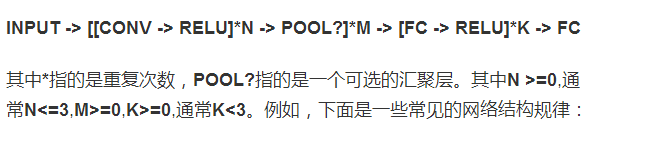 INPUT -> [[CONV -> RELU]*N -> POOL?]*M -> [FC -> RELU]*K -> FC
其中*指的是重复次数，POOL?指的是一个可选的汇聚层。其中N >=0,通
常N<=3,M>=0,K>=0,通常K<3。例如，下面是一些常见的网络结构规律：